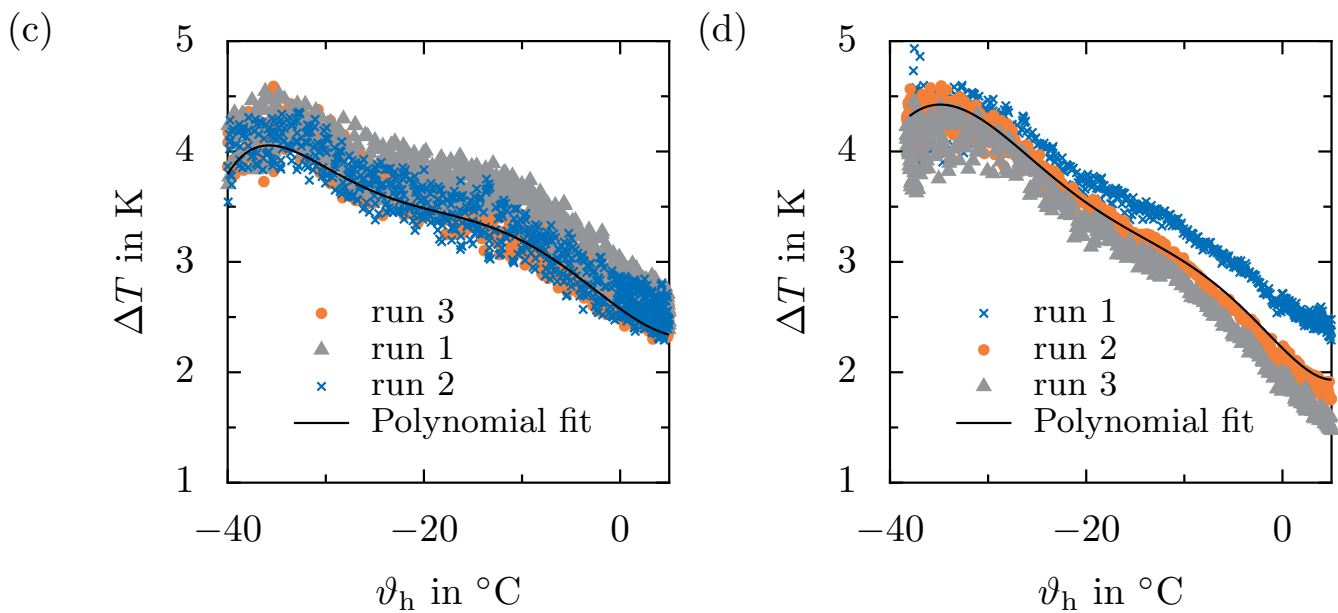 (c)
5
4
3
2
1
ΔT in K
run 3
run 1
run 2
Polynomial fit
−40
−20
0
ϑh in °C
(d)
5
4
3
2
1
ΔT in K
run 1
run 2
run 3
Polynomial fit
−40
−20
0
ϑh in °C